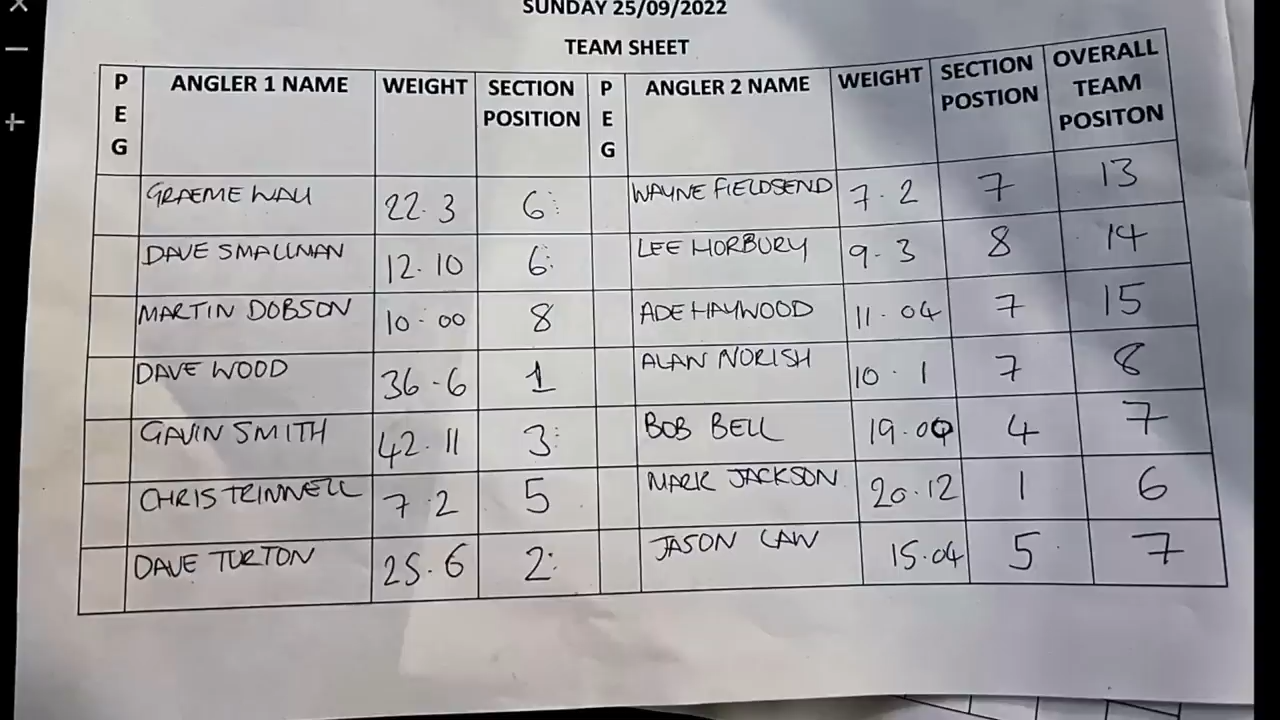 SUNDAY 25/09/2022
TEAM SHEET
PEG ANGLER 1 NAME WEIGHT SECTION POSITION PEG ANGLER 2 NAME WEIGHT SECTION POSTION OVERALL TEAM POSITON
GRAEME WALL 22.3 6 WAYNE FIELDSEND 7.2 7 13
DAVE SMALLMAN 12.10 6 LEE HORBURY 9.3 8 14
MARTIN DOBSON 10.00 8 ADE HAYWOOD 11.04 7 15
DAVE WOOD 36.6 1 ALAN NORISH 10.1 7 8
GAVIN SMITH 42.11 3 BOB BELL 19.00 4 7
CHRIS TRINNELL 7.2 5 MARK JACKSON 20.12 1 6
DAVE TURTON 25.6 2 JASON LAW 15.04 5 7